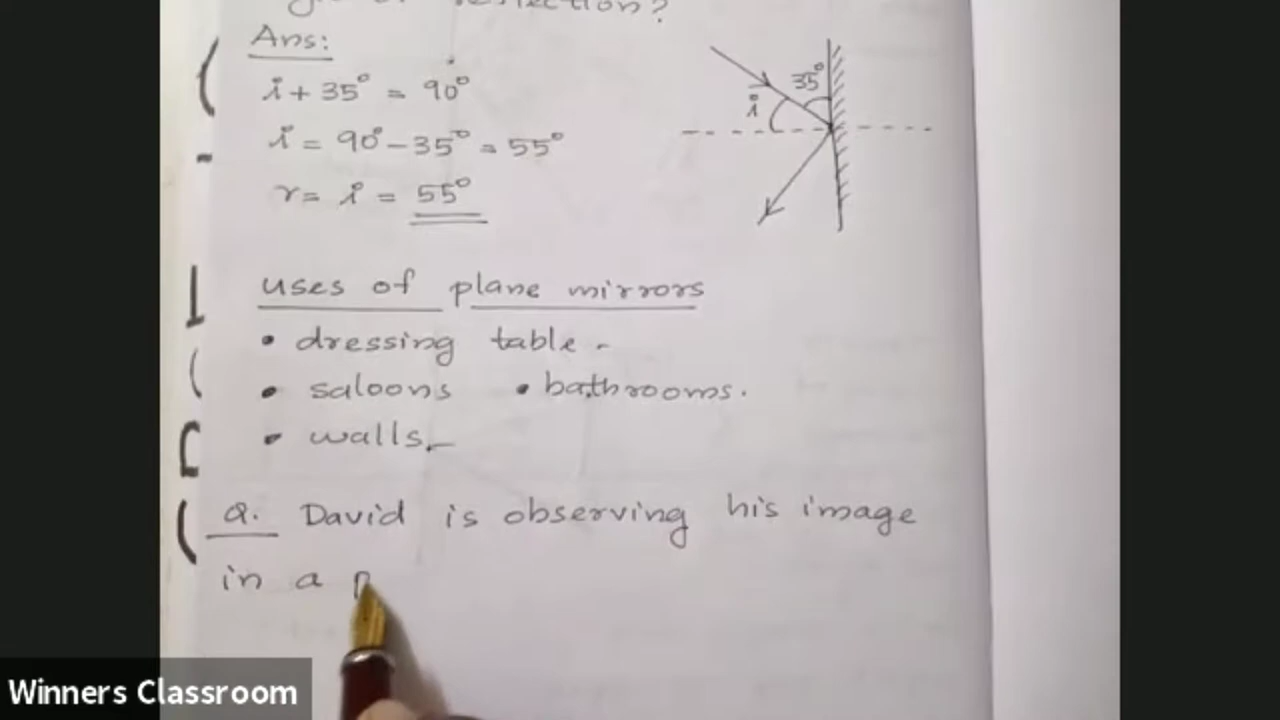 Ans:
i + 35° = 90°
i = 90° - 35° = 55°
r = i = 55°
35°
i
uses of plane mirrors
• dressing table.
• saloons • bathrooms.
• walls.
Q. David is observing his image
in a p
Winners Classroom